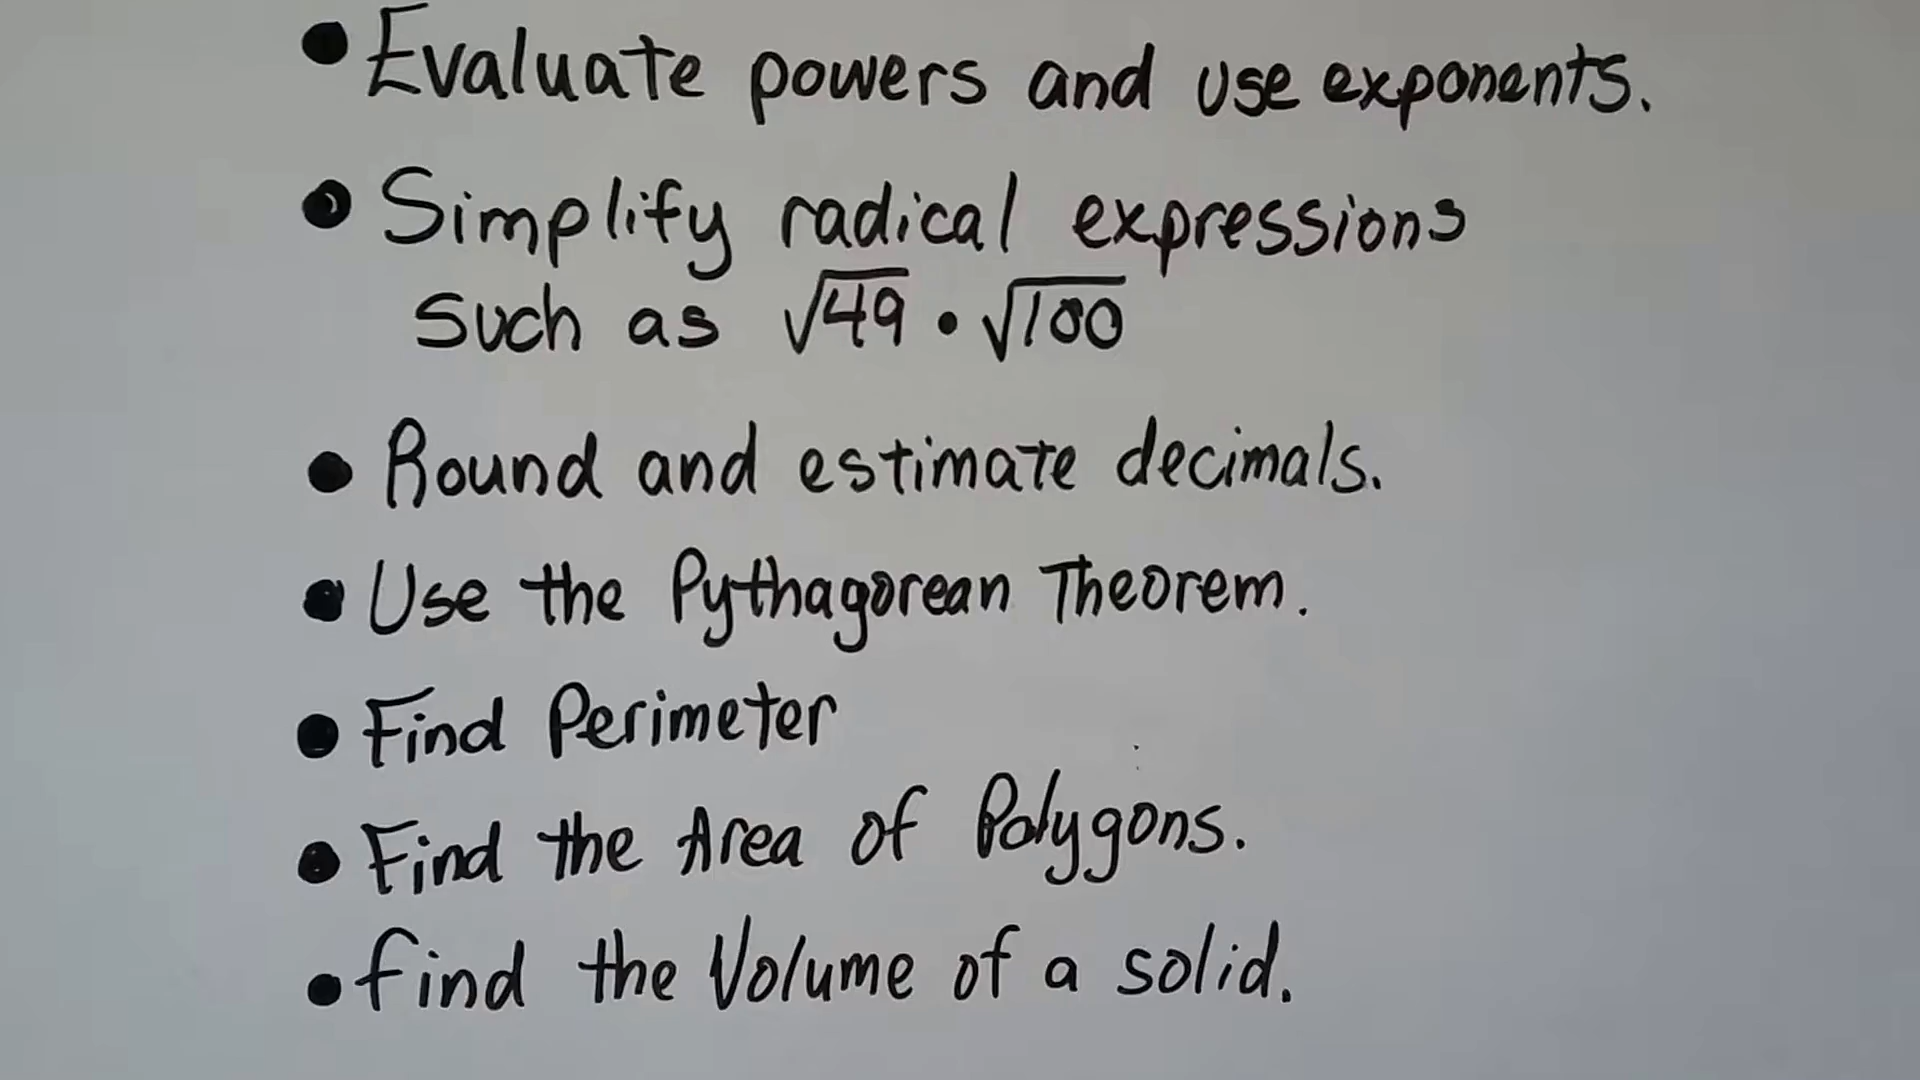 • Evaluate powers and use exponents.
• Simplify radical expressions
such as √49 • √100
• Round and estimate decimals.
• Use the Pythagorean Theorem.
• Find Perimeter
• Find the Area of Polygons.
• find the Volume of a solid.